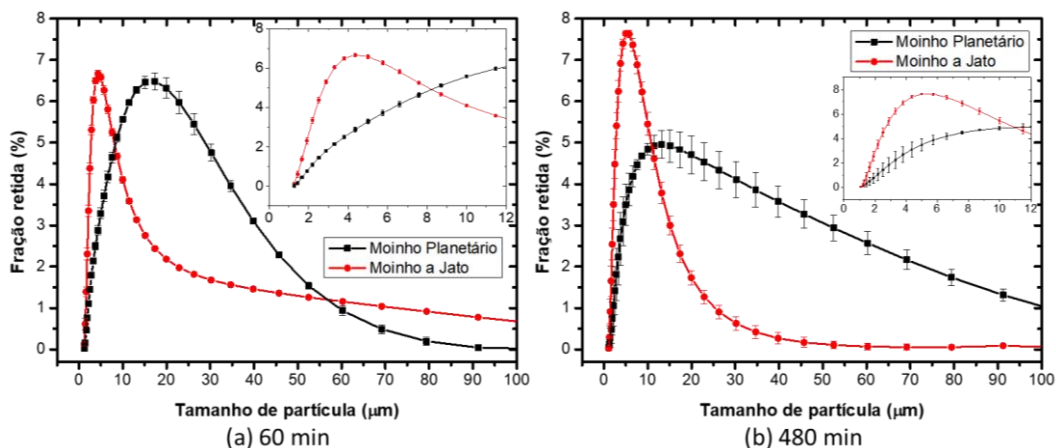 8
7
6
5
4
3
2
1
0
Fração retida (%)
0 10 20 30 40 50 60 70 80 90 100
Tamanho de partícula (μm)
8
6
4
2
0
0 2 4 6 8 10 12
Moinho Planetário
Moinho a Jato
(a) 60 min
8
7
6
5
4
3
2
1
0
Fração retida (%)
0 10 20 30 40 50 60 70 80 90 100
Tamanho de partícula (μm)
Moinho Planetário
Moinho a Jato
8
6
4
2
0
0 2 4 6 8 10 12
(b) 480 min